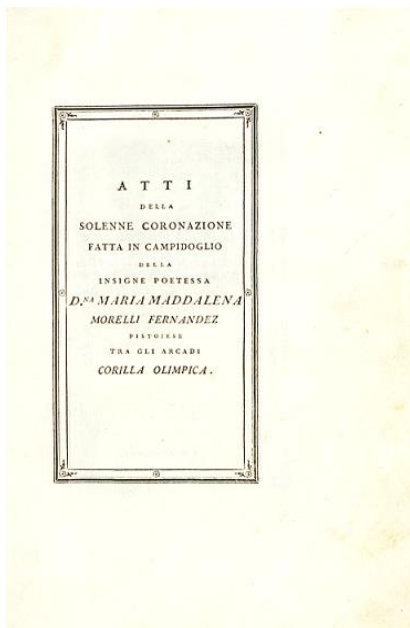 ATTI
DELLA
SOLENNE CORONAZIONE
FATTA IN CAMPIDOGLIO
DELLA
INSIGNE POETESSA
D.NA MARIA MADDALENA
MORELLI FERNANDEZ
PISTOIESE
TRA GLI ARCADI
CORILLA OLIMPICA.